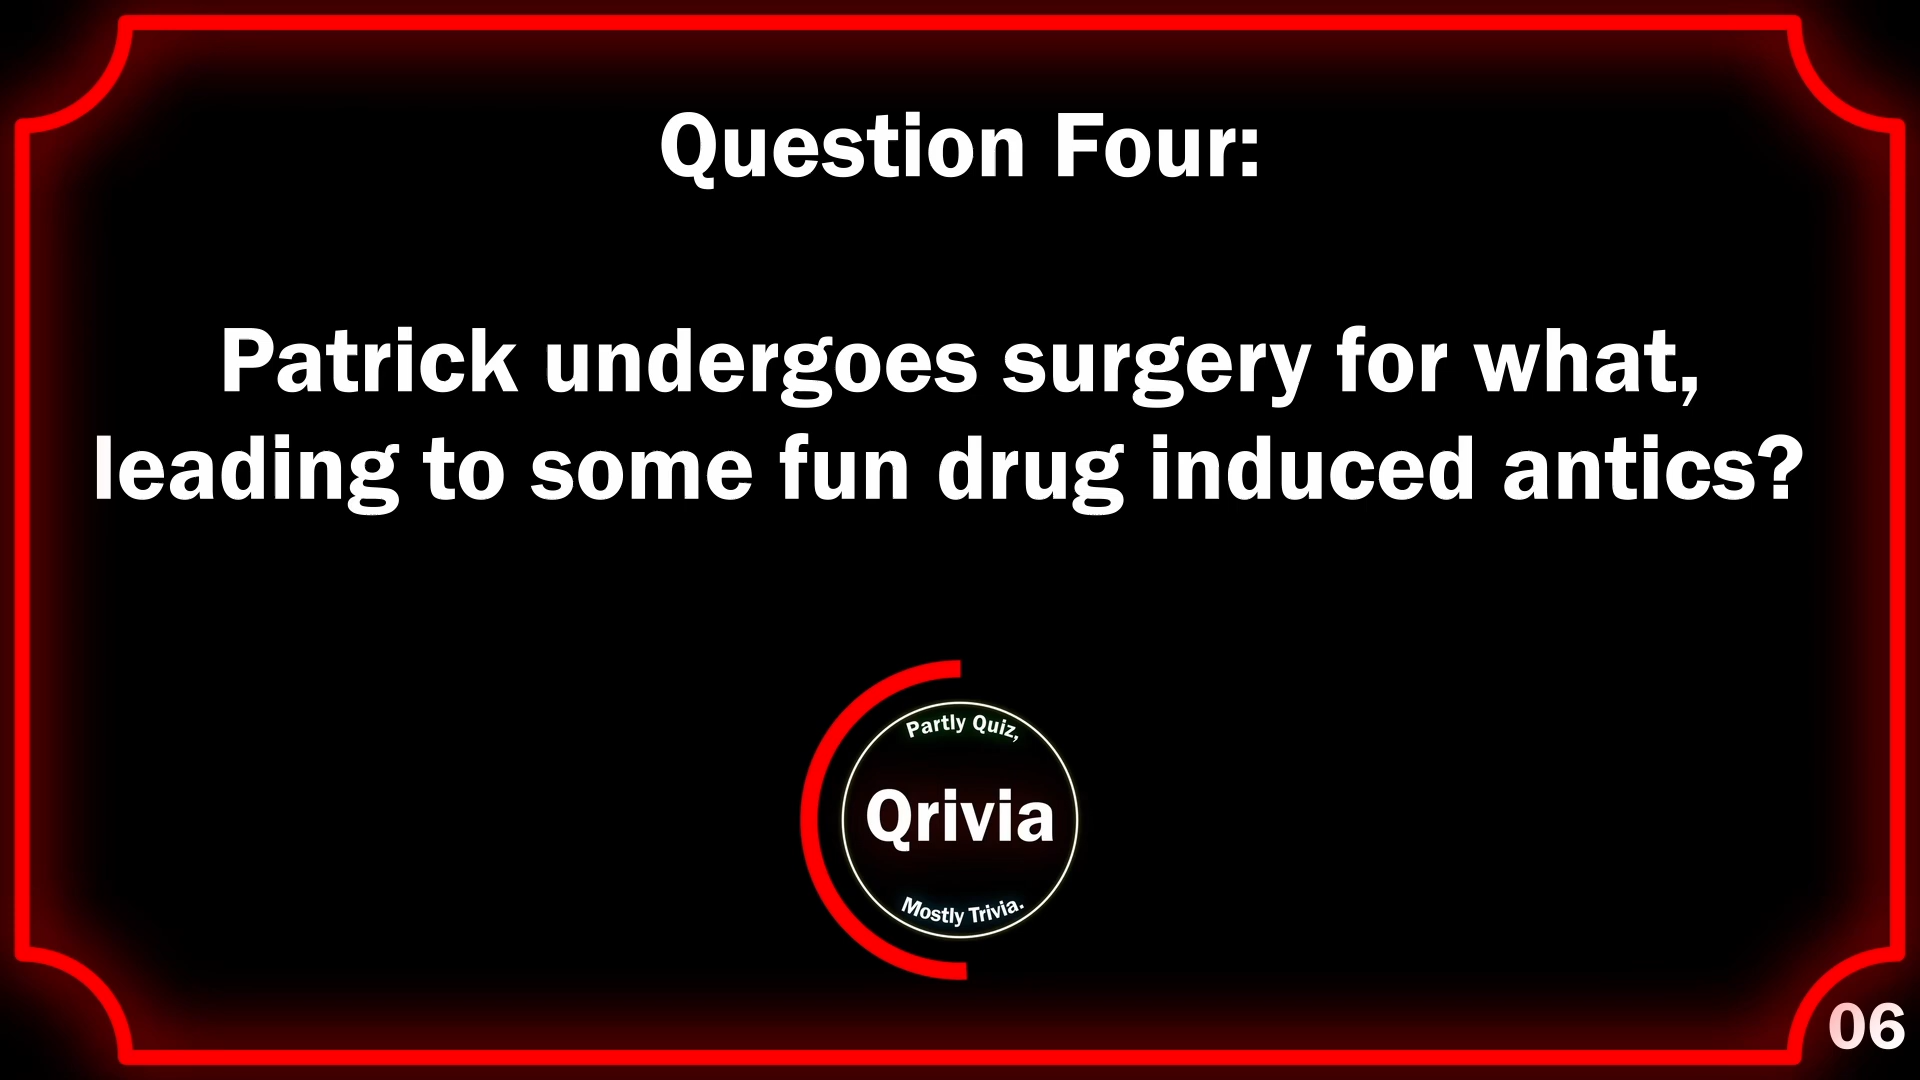 Question Four:
Patrick undergoes surgery for what,
leading to some fun drug induced antics?
Partly Quiz,
Qrivia
Mostly Trivia.
06